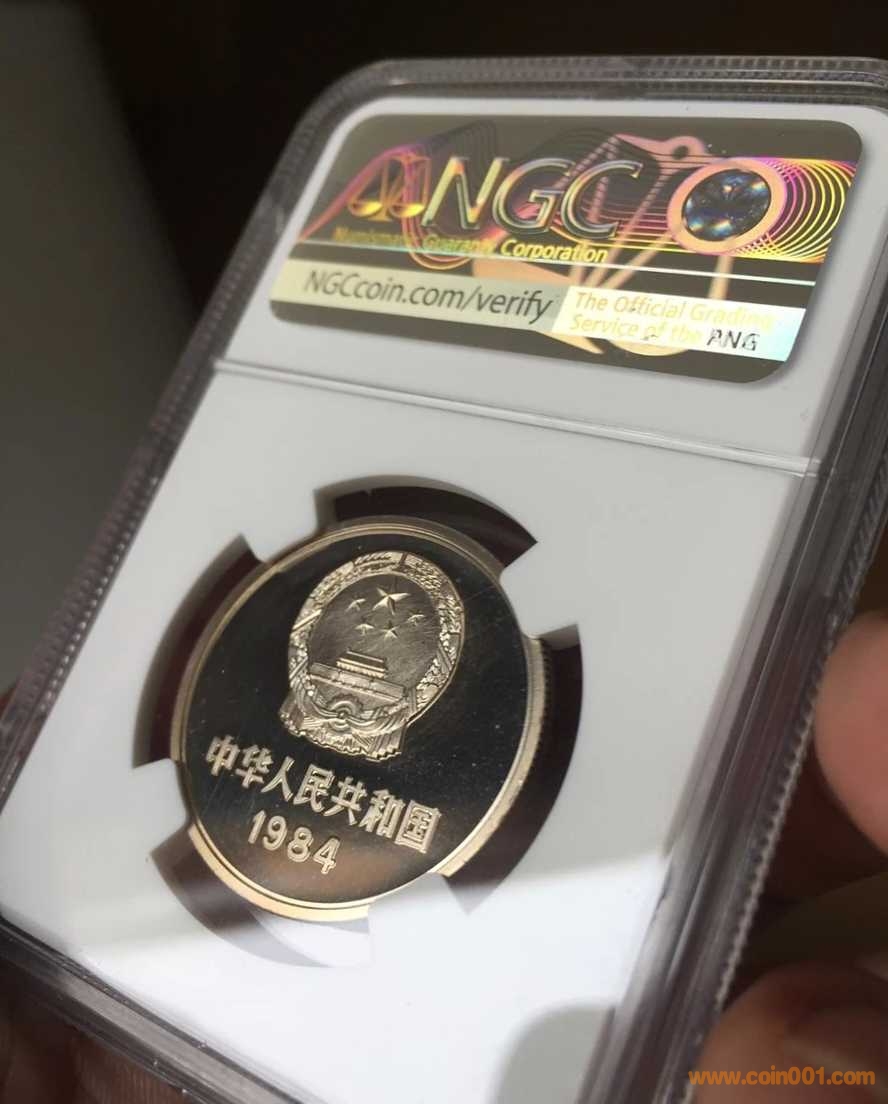 NGC
Numismatic Guaranty Corporation
NGCcoin.com/verify
The Official Grading
Service of the ANG
中华人民共和国
1984
www.coin001.com